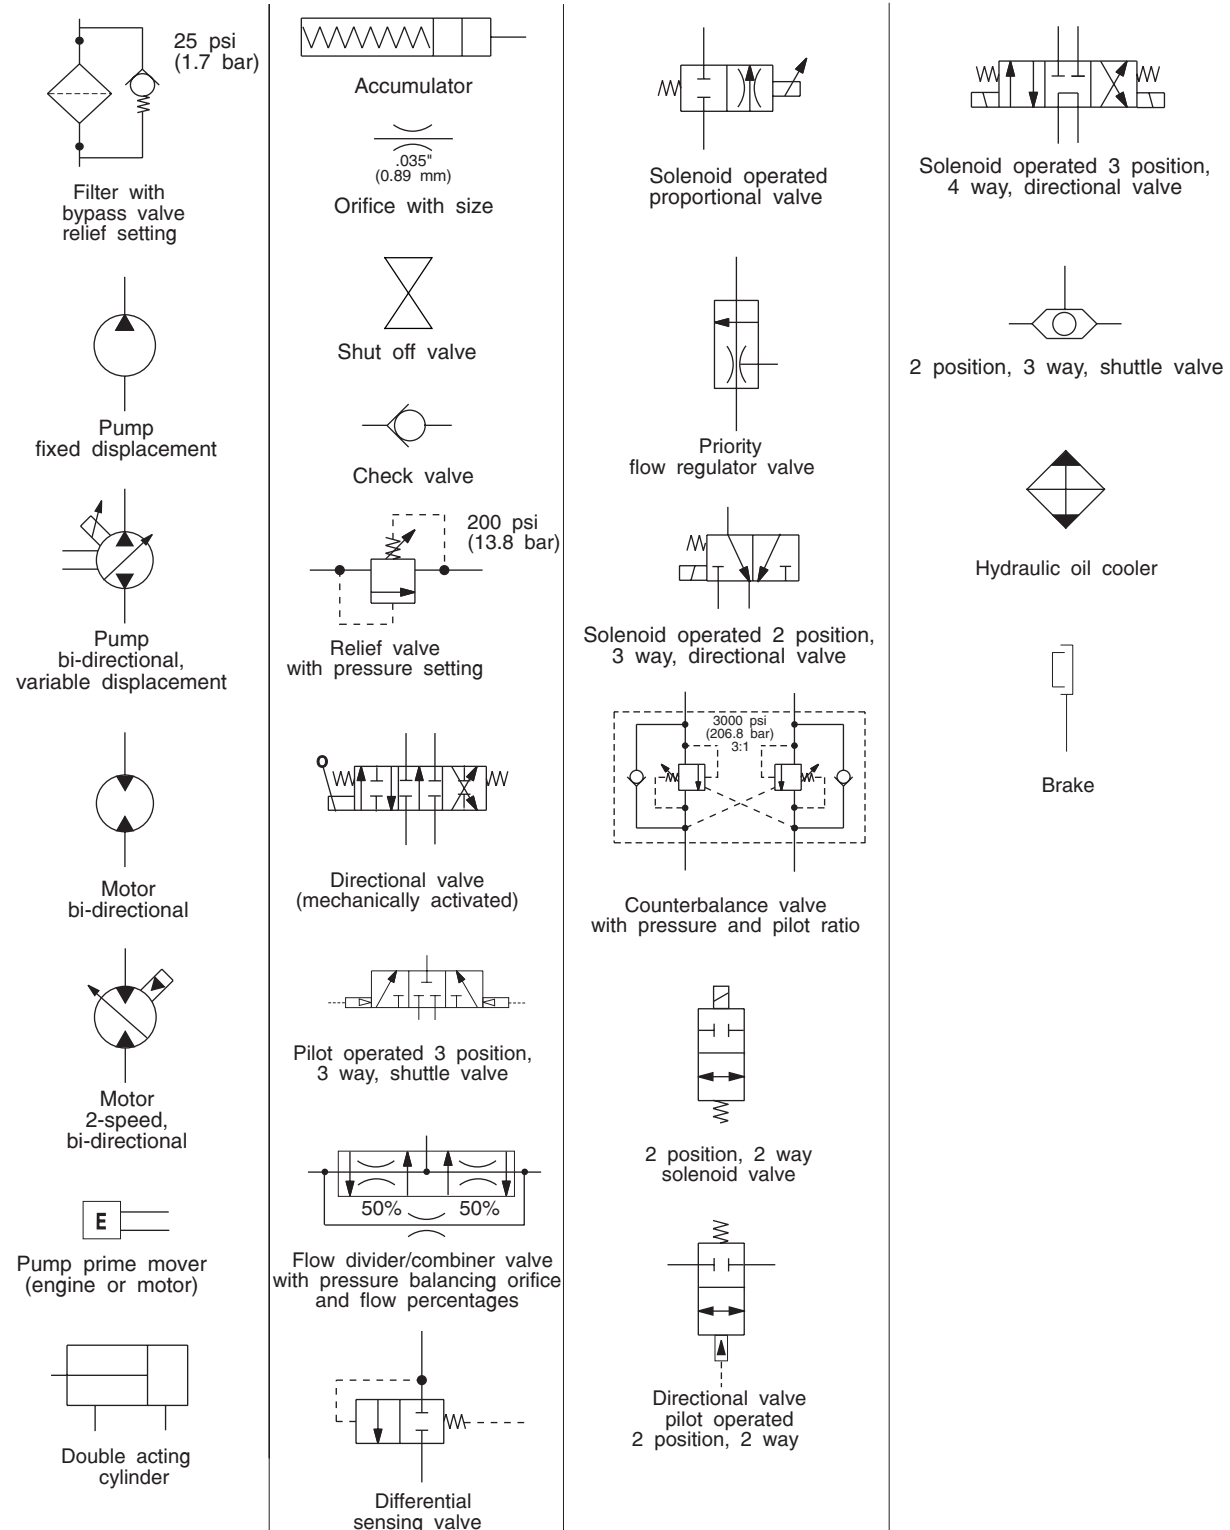 25 psi
(1.7 bar)
Filter with
bypass valve
relief setting
Pump
fixed displacement
Pump
bi-directional,
variable displacement
Motor
bi-directional
Motor
2-speed,
bi-directional
E
Pump prime mover
(engine or motor)
Double acting
cylinder
Accumulator
.035"
(0.89 mm)
Orifice with size
Shut off valve
Check valve
200 psi
(13.8 bar)
Relief valve
with pressure setting
Directional valve
(mechanically activated)
Pilot operated 3 position,
3 way, shuttle valve
50% 50%
Flow divider/combiner valve
with pressure balancing orifice
and flow percentages
Differential
sensing valve
Solenoid operated
proportional valve
Priority
flow regulator valve
Solenoid operated 2 position,
3 way, directional valve
3000 psi
(206.8 bar)
3:1
Counterbalance valve
with pressure and pilot ratio
2 position, 2 way
solenoid valve
Directional valve
pilot operated
2 position, 2 way
Solenoid operated 3 position,
4 way, directional valve
2 position, 3 way, shuttle valve
Hydraulic oil cooler
Brake